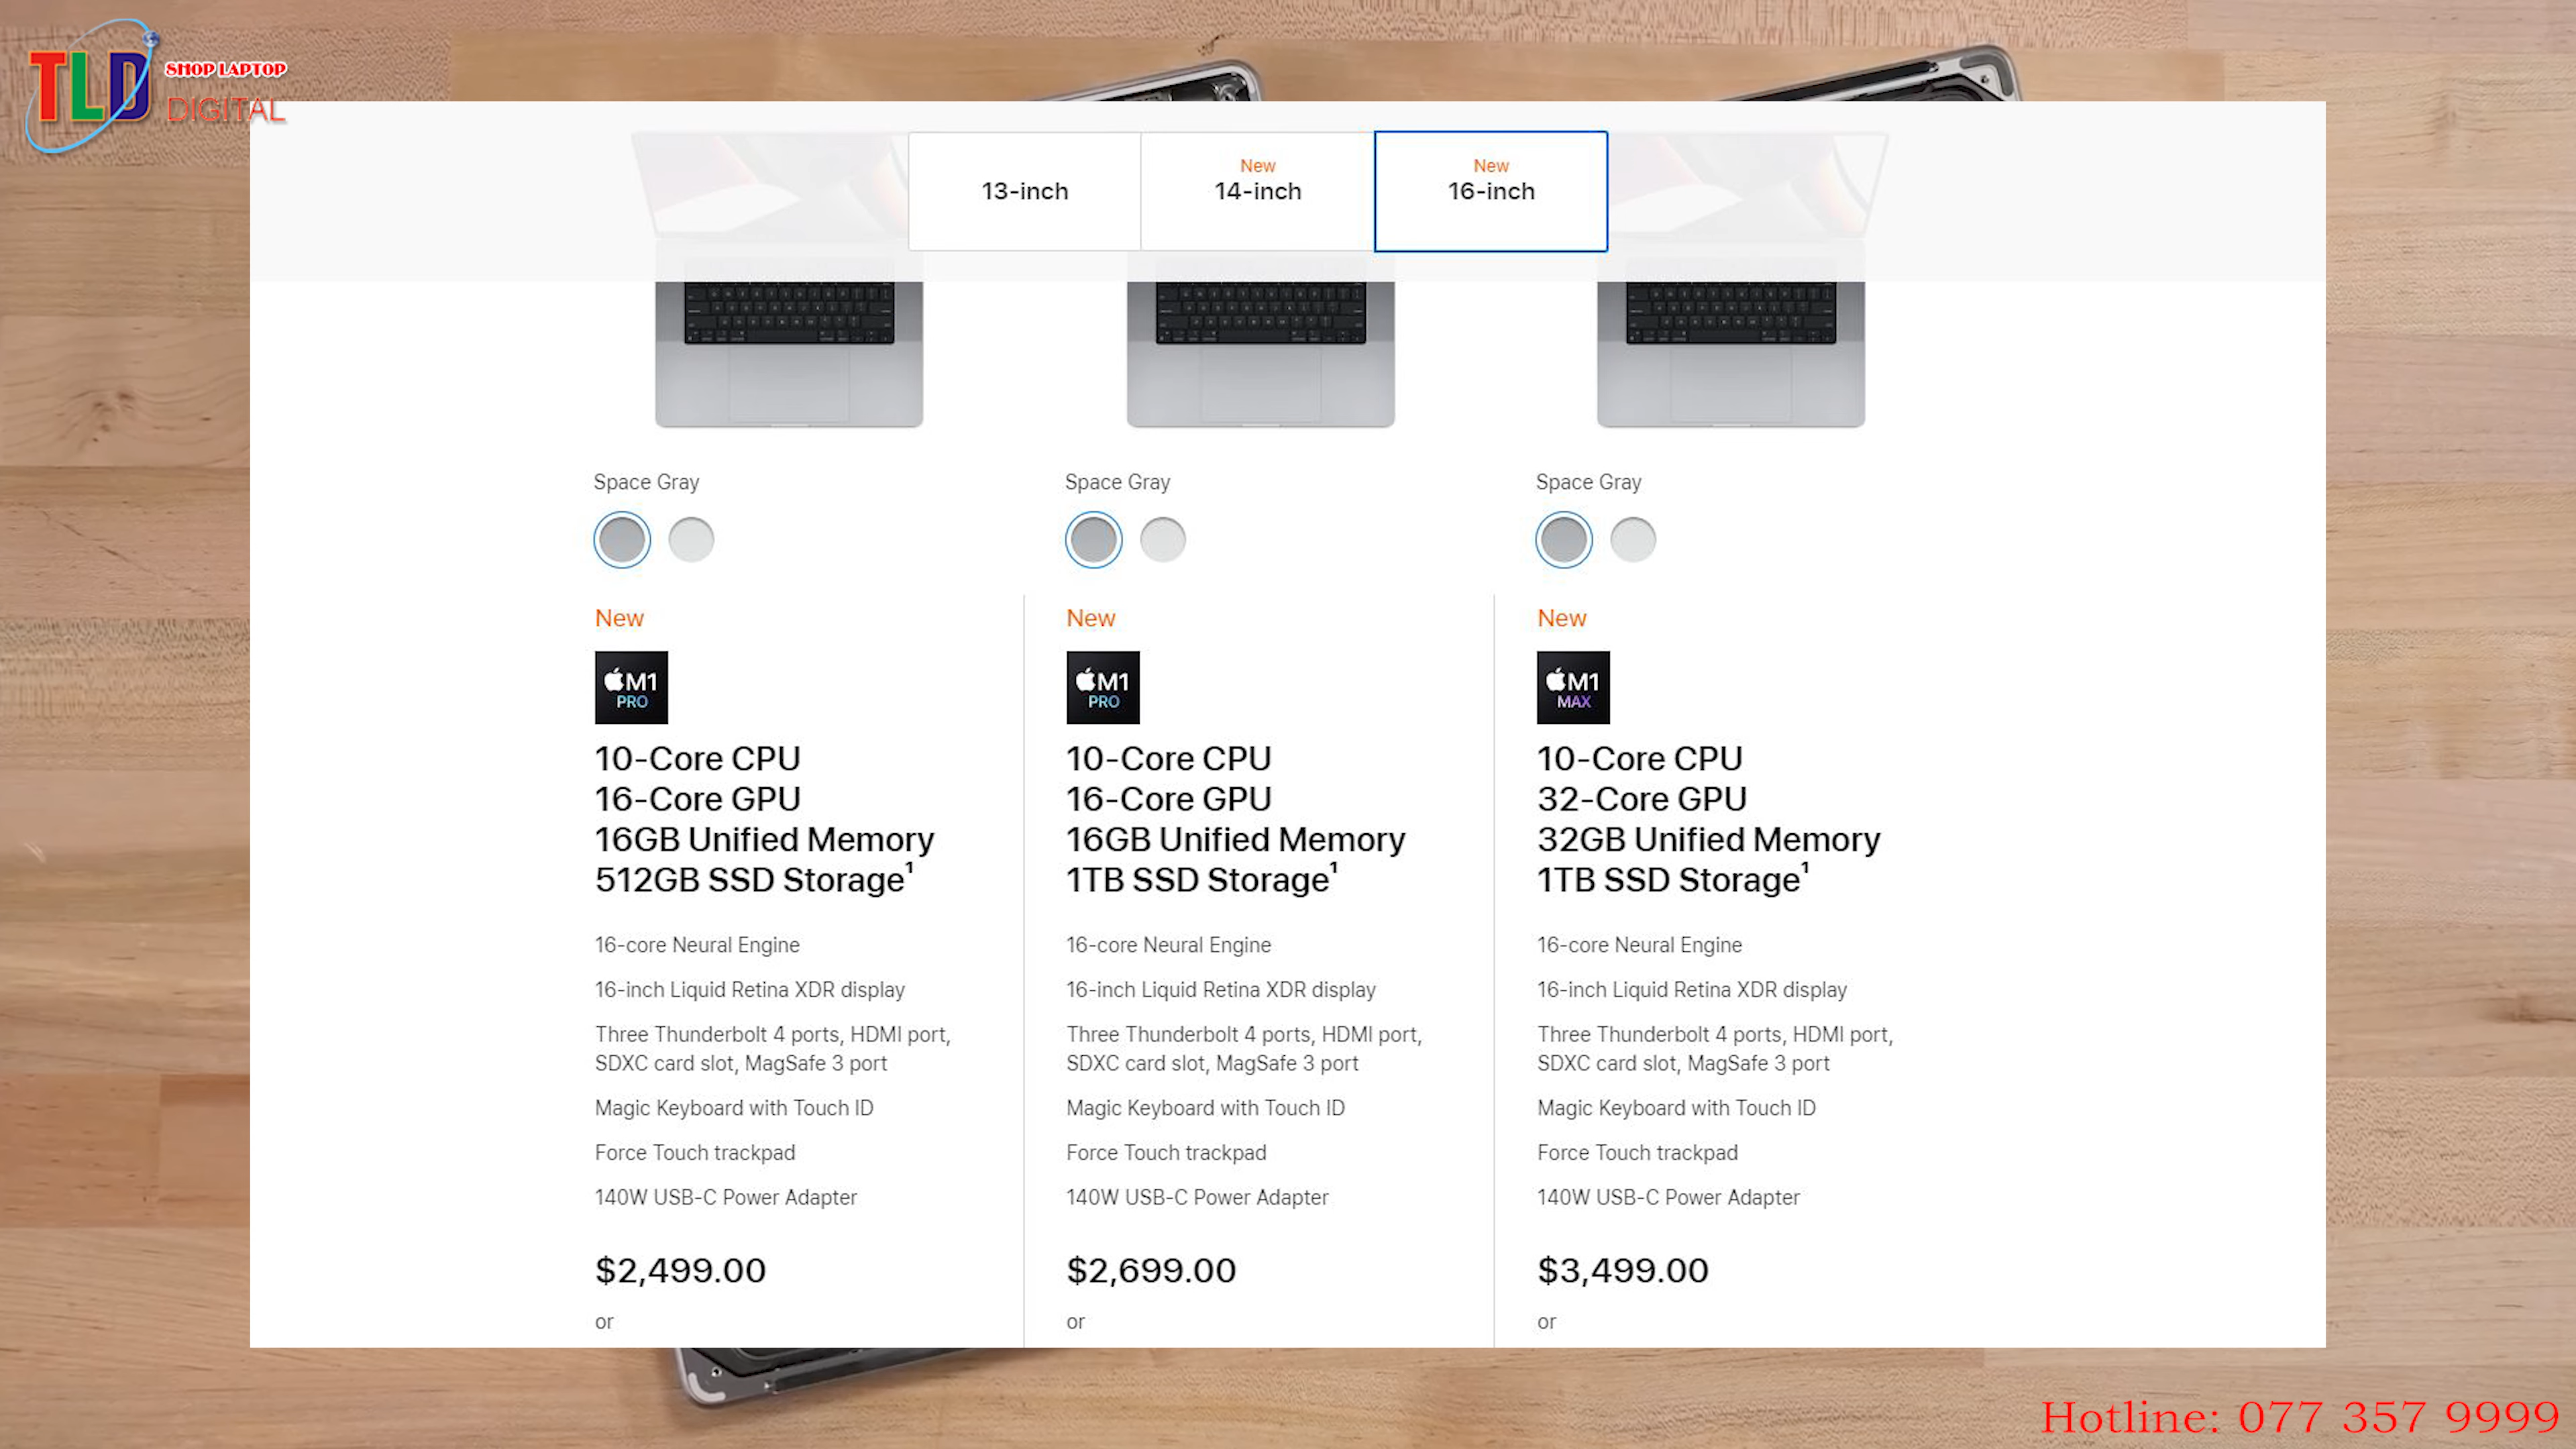 TLD
SHOP LAPTOP
DIGITAL
13-inch
New
14-inch
New
16-inch
Space Gray
New
M1
PRO
10-Core CPU
16-Core GPU
16GB Unified Memory
512GB SSD Storage¹
16-core Neural Engine
16-inch Liquid Retina XDR display
Three Thunderbolt 4 ports, HDMI port,
SDXC card slot, MagSafe 3 port
Magic Keyboard with Touch ID
Force Touch trackpad
140W USB-C Power Adapter
$2,499.00
or
Space Gray
New
M1
PRO
10-Core CPU
16-Core GPU
16GB Unified Memory
1TB SSD Storage¹
16-core Neural Engine
16-inch Liquid Retina XDR display
Three Thunderbolt 4 ports, HDMI port,
SDXC card slot, MagSafe 3 port
Magic Keyboard with Touch ID
Force Touch trackpad
140W USB-C Power Adapter
$2,699.00
or
Space Gray
New
M1
MAX
10-Core CPU
32-Core GPU
32GB Unified Memory
1TB SSD Storage¹
16-core Neural Engine
16-inch Liquid Retina XDR display
Three Thunderbolt 4 ports, HDMI port,
SDXC card slot, MagSafe 3 port
Magic Keyboard with Touch ID
Force Touch trackpad
140W USB-C Power Adapter
$3,499.00
or
Hotline: 077 357 9999